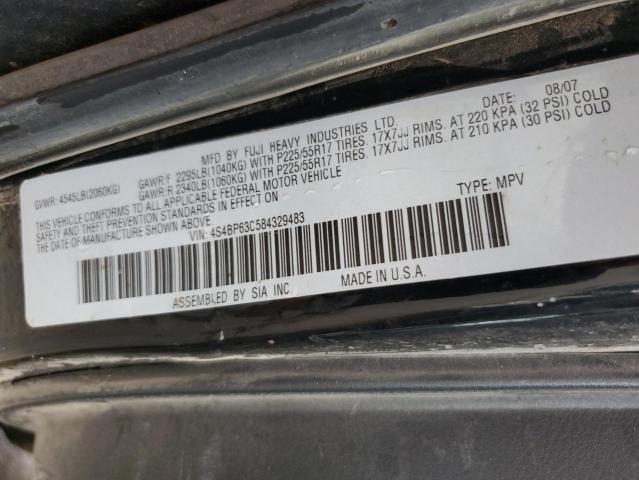 MFD BY FUJI HEAVY INDUSTRIES LTD. DATE: 08/07
GVWR: 4545LB(2060KG) GAWR:F 2295LB(1040KG) WITH P225/55R17 TIRES. 17X7JJ RIMS. AT 220 KPA (32 PSI) COLD
GAWR:R 2340LB(1060KG) WITH P225/55R17 TIRES. 17X7JJ RIMS. AT 210 KPA (30 PSI) COLD
THIS VEHICLE CONFORMS TO ALL APPLICABLE FEDERAL MOTOR VEHICLE
SAFETY AND THEFT PREVENTION STANDARDS IN EFFECT ON
THE DATE OF MANUFACTURE SHOWN ABOVE.
VIN: 4S4BP63C584329483 TYPE: MPV
ASSEMBLED BY SIA INC. MADE IN U.S.A.